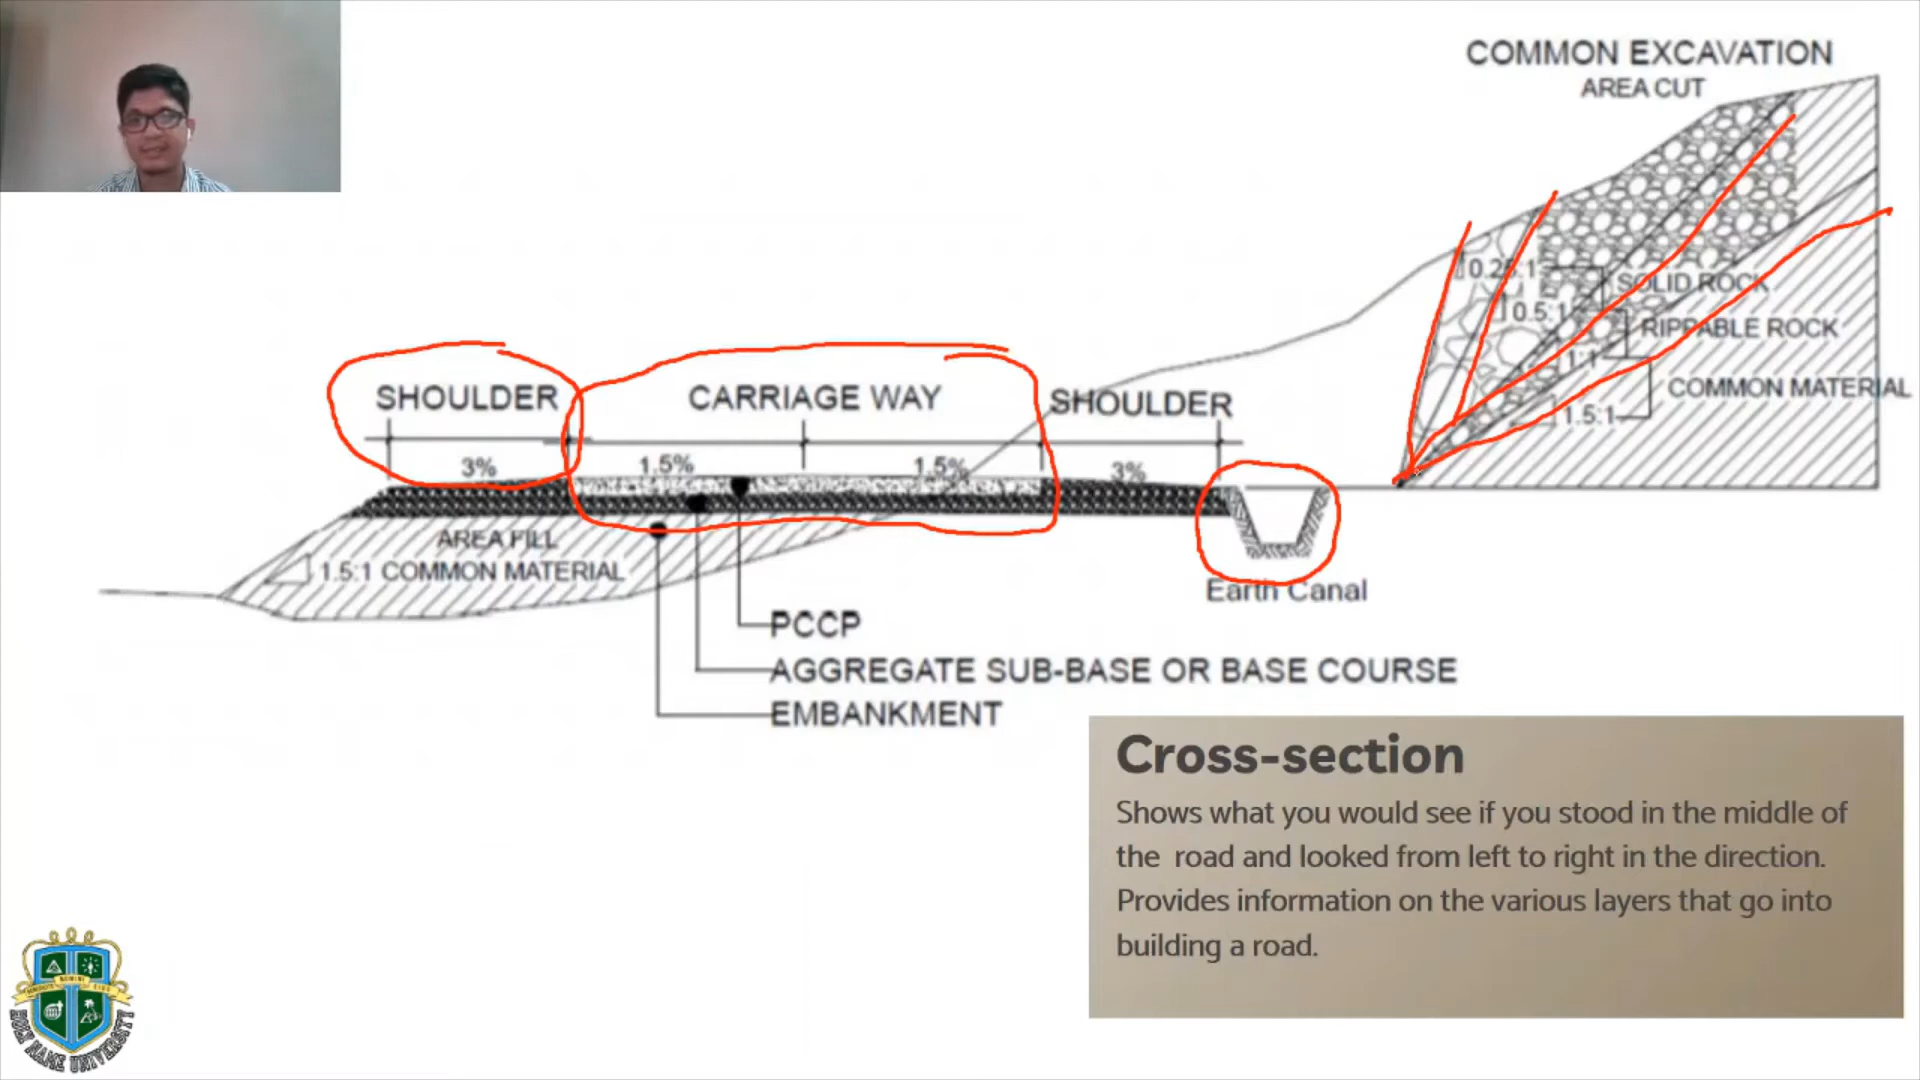 COMMON EXCAVATION
AREA CUT
0.25:1
SOLID ROCK
0.5:1
RIPPABLE ROCK
1:1
COMMON MATERIAL
1.5:1
SHOULDER
CARRIAGE WAY
SHOULDER
3%
1.5%
1.5%
3%
AREA FILL
1.5:1 COMMON MATERIAL
Earth Canal
PCCP
AGGREGATE SUB-BASE OR BASE COURSE
EMBANKMENT
Cross-section
Shows what you would see if you stood in the middle of
the road and looked from left to right in the direction.
Provides information on the various layers that go into
building a road.
HOLY NAME UNIVERSITY